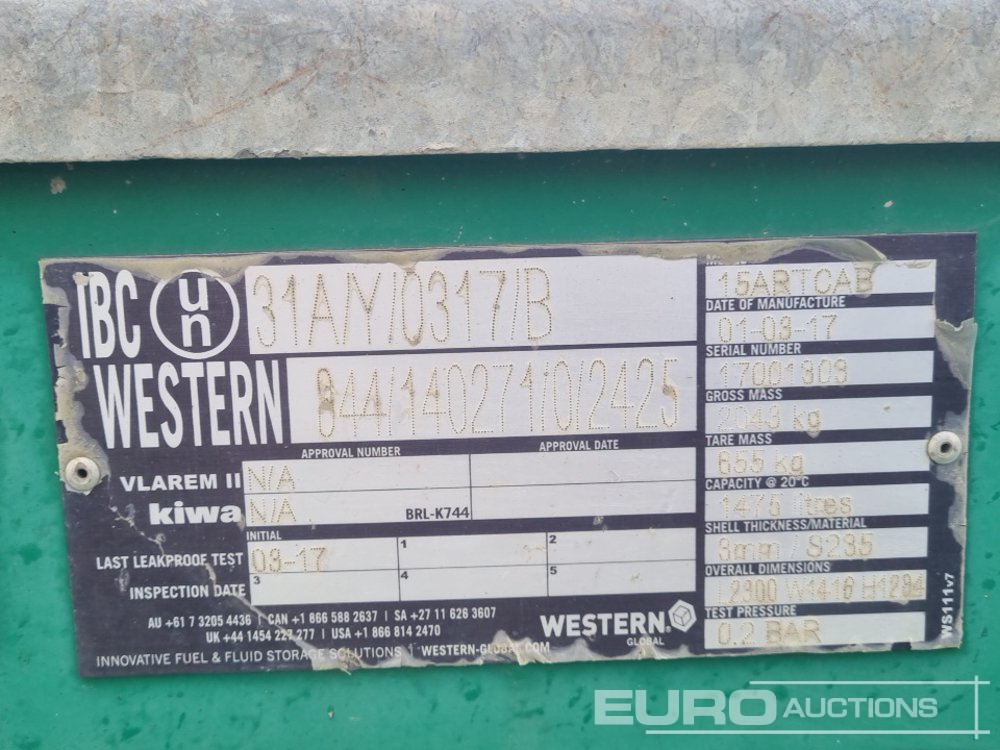 IBC un 31A/Y/0317/B
WESTERN 844/140271/0/2425
APPROVAL NUMBER APPROVAL DATE
VLAREM II N/A
kiwa N/A BRL-K744
INITIAL 1 2
LAST LEAKPROOF TEST 03-17
INSPECTION DATE 3 4 5
AU +61 7 3205 4436 | CAN +1 866 588 2637 | SA +27 11 626 3607
UK +44 1454 227 277 | USA +1 866 814 2470
INNOVATIVE FUEL & FLUID STORAGE SOLUTIONS | WESTERN-GLOBAL.COM
WESTERN
GLOBAL
15ARTCAB
DATE OF MANUFACTURE
01-03-17
SERIAL NUMBER
17001303
GROSS MASS
2043 kg
TARE MASS
655 kg
CAPACITY @ 20°C
1475 litres
SHELL THICKNESS/MATERIAL
3mm / S235
OVERALL DIMENSIONS
L2300 W1416 H1294
TEST PRESSURE
0.2 BAR
WS111v7
EURO AUCTIONS